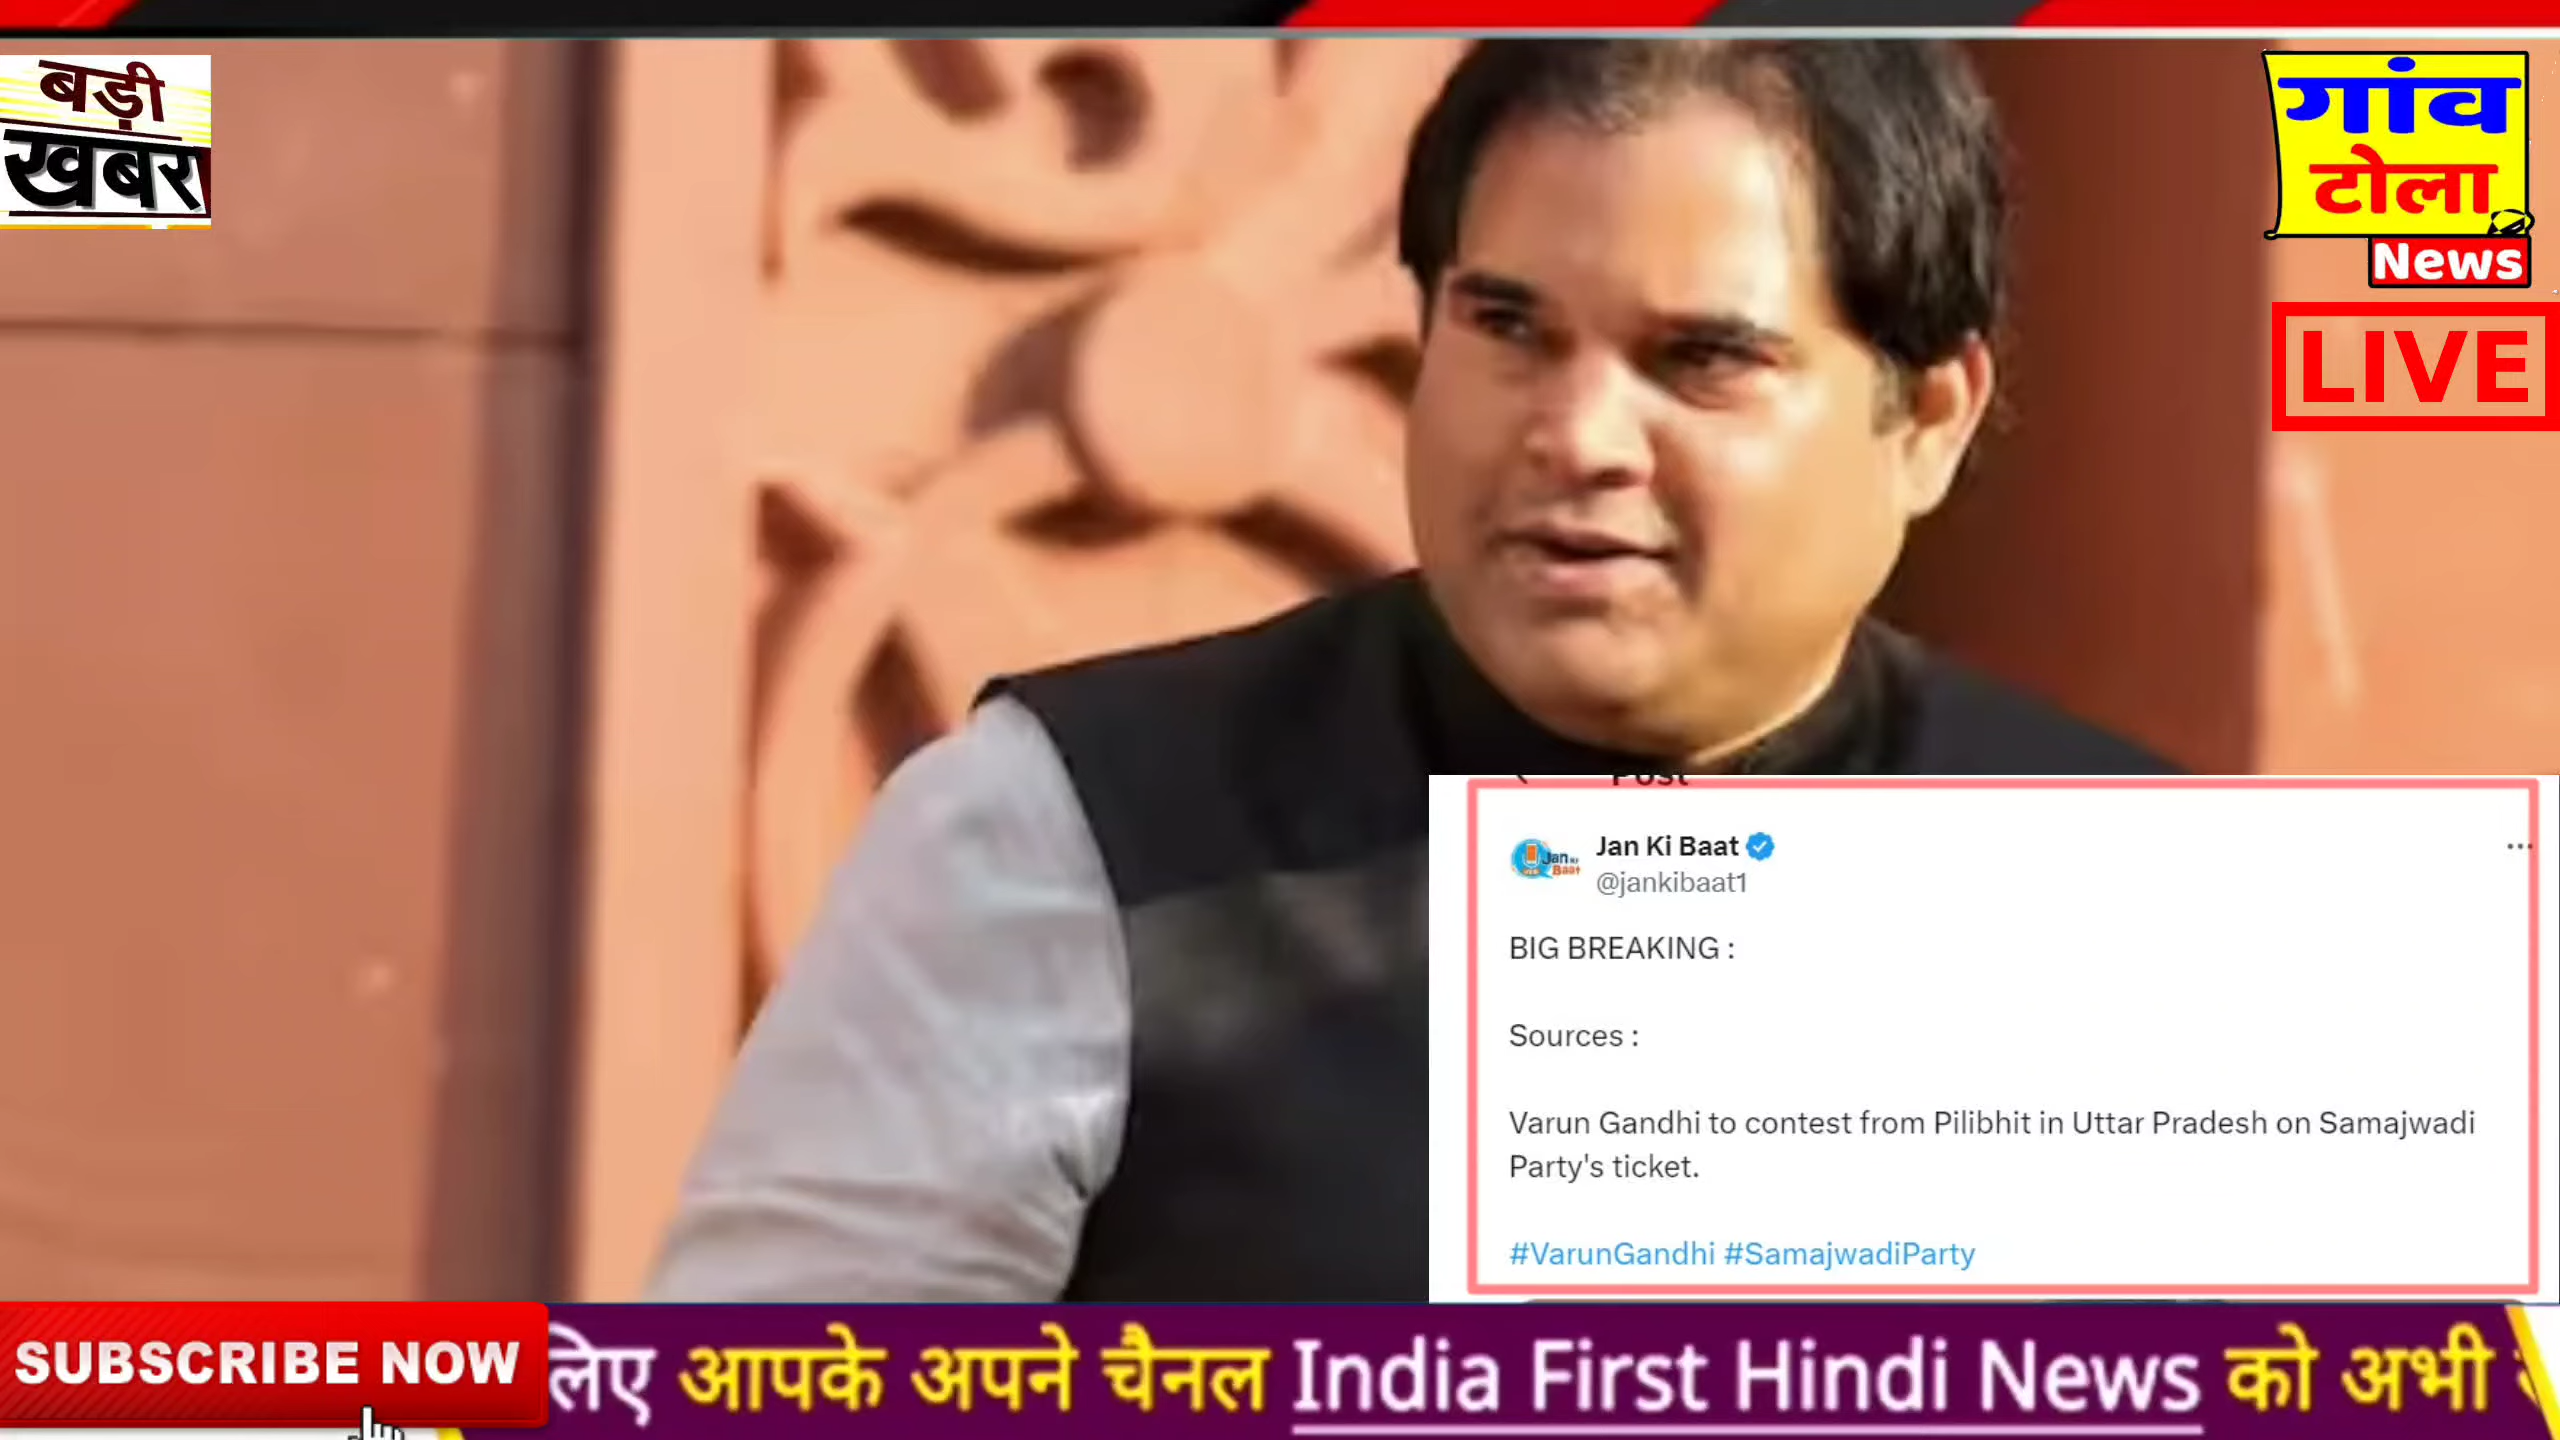 बड़ी
खबर
गांव
टोला
News
LIVE
Post
Jan Ki Baat
@jankibaat1
BIG BREAKING :
Sources :
Varun Gandhi to contest from Pilibhit in Uttar Pradesh on Samajwadi
Party's ticket.
#VarunGandhi #SamajwadiParty
SUBSCRIBE NOW
लिए आपके अपने चैनल India First Hindi News को अभी